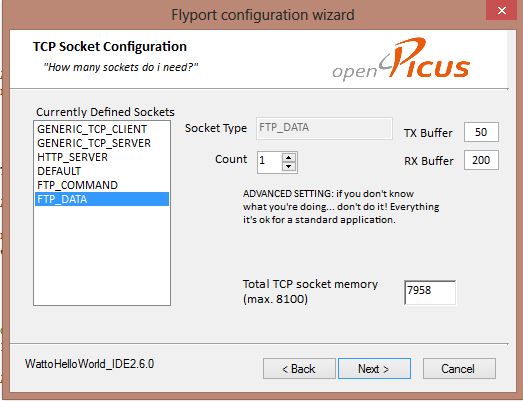 Flyport configuration wizard
TCP Socket Configuration
"How many sockets do i need?"
openPicus
Currently Defined Sockets
GENERIC_TCP_CLIENT
GENERIC_TCP_SERVER
HTTP_SERVER
DEFAULT
FTP_COMMAND
FTP_DATA
Socket Type FTP_DATA
TX Buffer 50
Count 1
RX Buffer 200
ADVANCED SETTING: if you don't know
what you're doing... don't do it! Everything
it's ok for a standard application.
Total TCP socket memory
(max. 8100)
7958
WattoHelloWorld_IDE2.6.0
< Back
Next >
Cancel